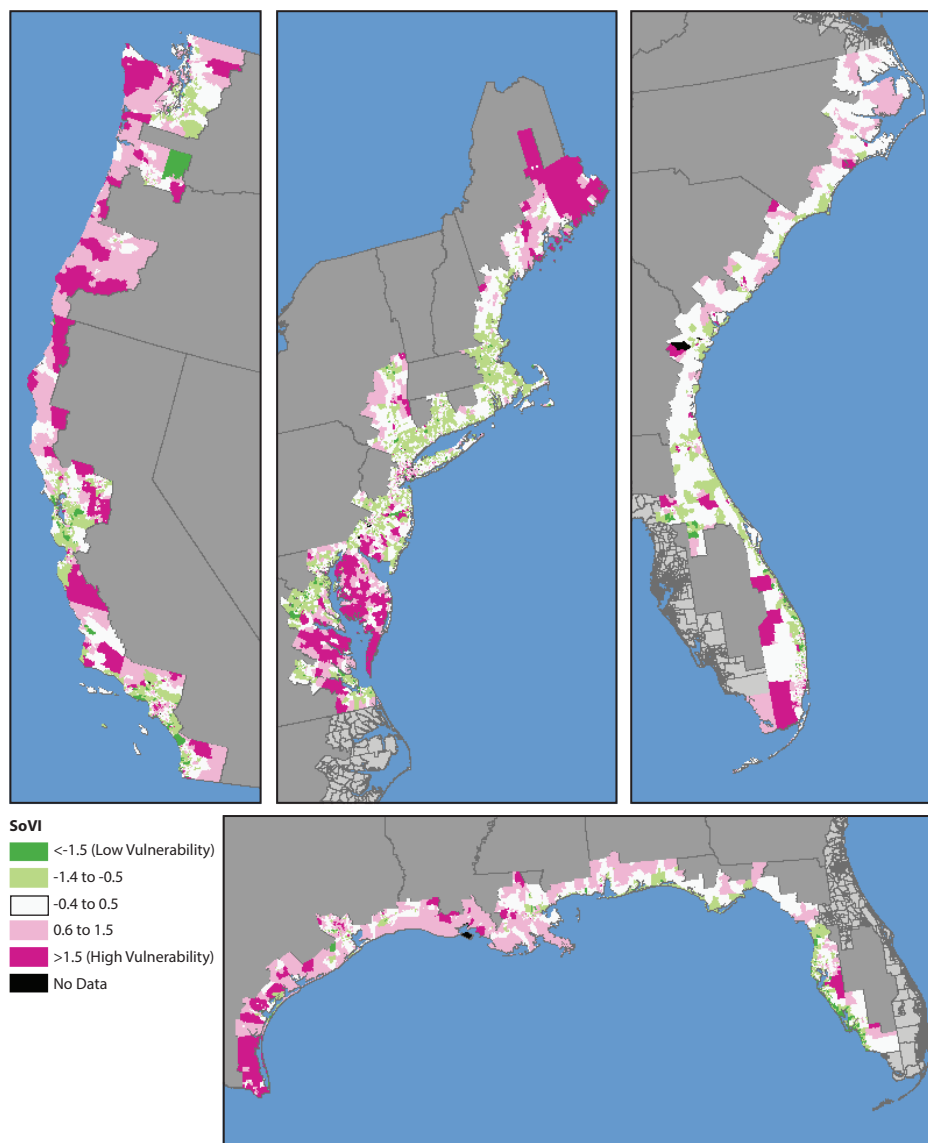 SoVI
<-1.5 (Low Vulnerability)
-1.4 to -0.5
-0.4 to 0.5
0.6 to 1.5
>1.5 (High Vulnerability)
No Data